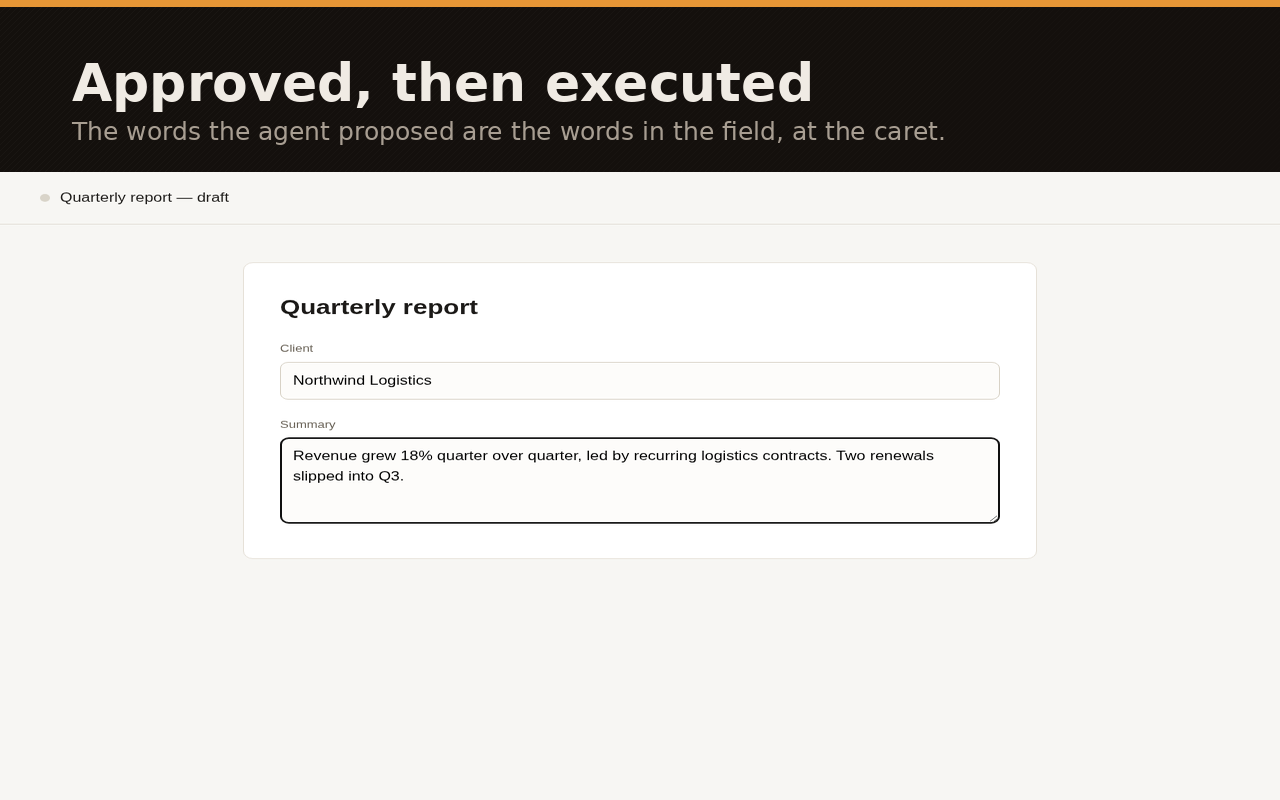 Approved, then executed
The words the agent proposed are the words in the field, at the caret.
Quarterly report — draft
Quarterly report
Client
Northwind Logistics
Summary
Revenue grew 18% quarter over quarter, led by recurring logistics contracts. Two renewals
slipped into Q3.